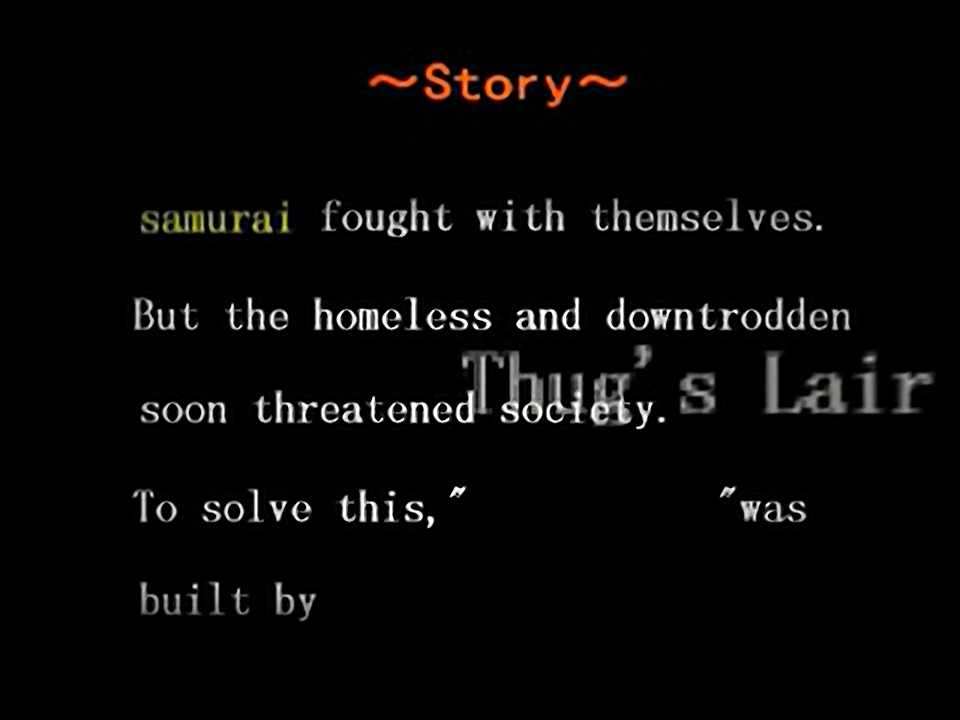 ～Story～
samurai fought with themselves.
But the homeless and downtrodden
Thug's Lair
soon threatened society.
To solve this,"          "was
built by